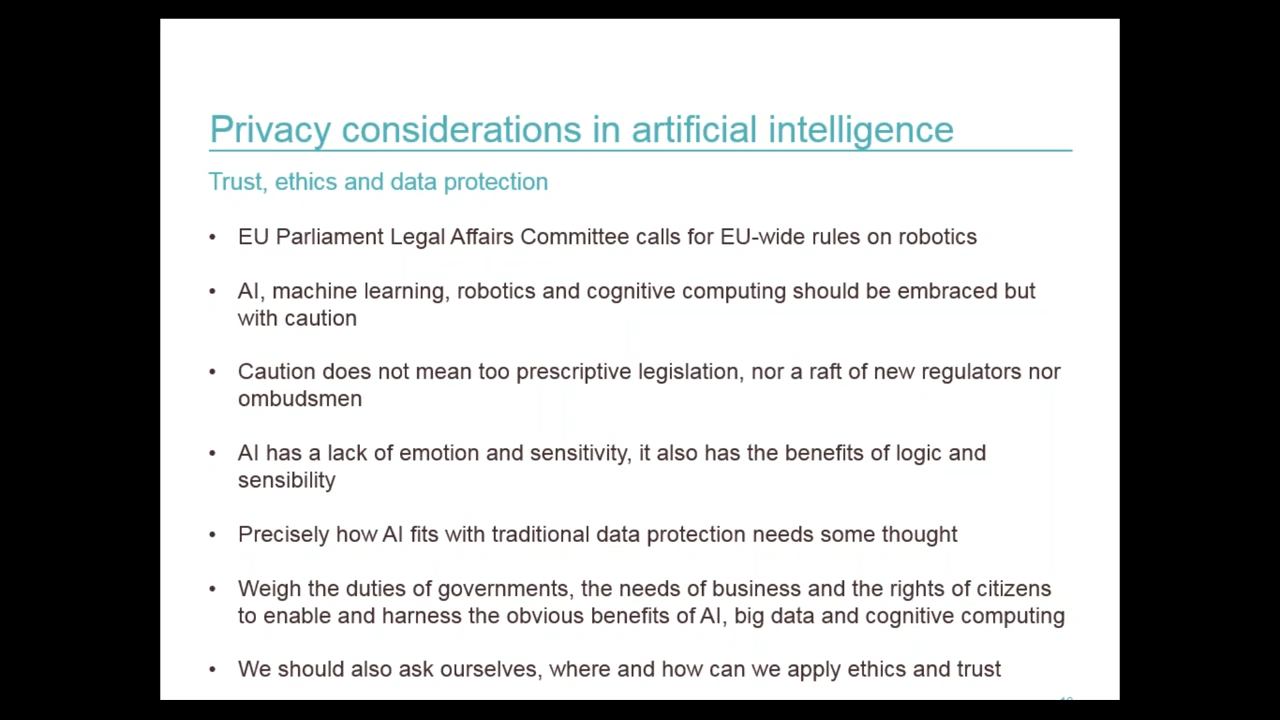 Privacy considerations in artificial intelligence
Trust, ethics and data protection
• EU Parliament Legal Affairs Committee calls for EU-wide rules on robotics
• AI, machine learning, robotics and cognitive computing should be embraced but
with caution
• Caution does not mean too prescriptive legislation, nor a raft of new regulators nor
ombudsmen
• AI has a lack of emotion and sensitivity, it also has the benefits of logic and
sensibility
• Precisely how AI fits with traditional data protection needs some thought
• Weigh the duties of governments, the needs of business and the rights of citizens
to enable and harness the obvious benefits of AI, big data and cognitive computing
• We should also ask ourselves, where and how can we apply ethics and trust